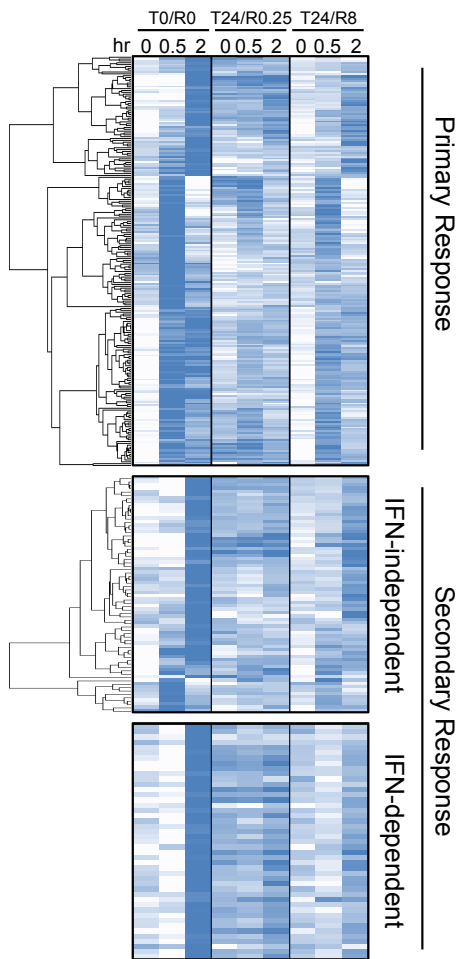 T0/R0 T24/R0.25 T24/R8
hr 0 0.5 2 0 0.5 2 0 0.5 2
Primary Response
IFN-independent
Secondary Response
IFN-dependent